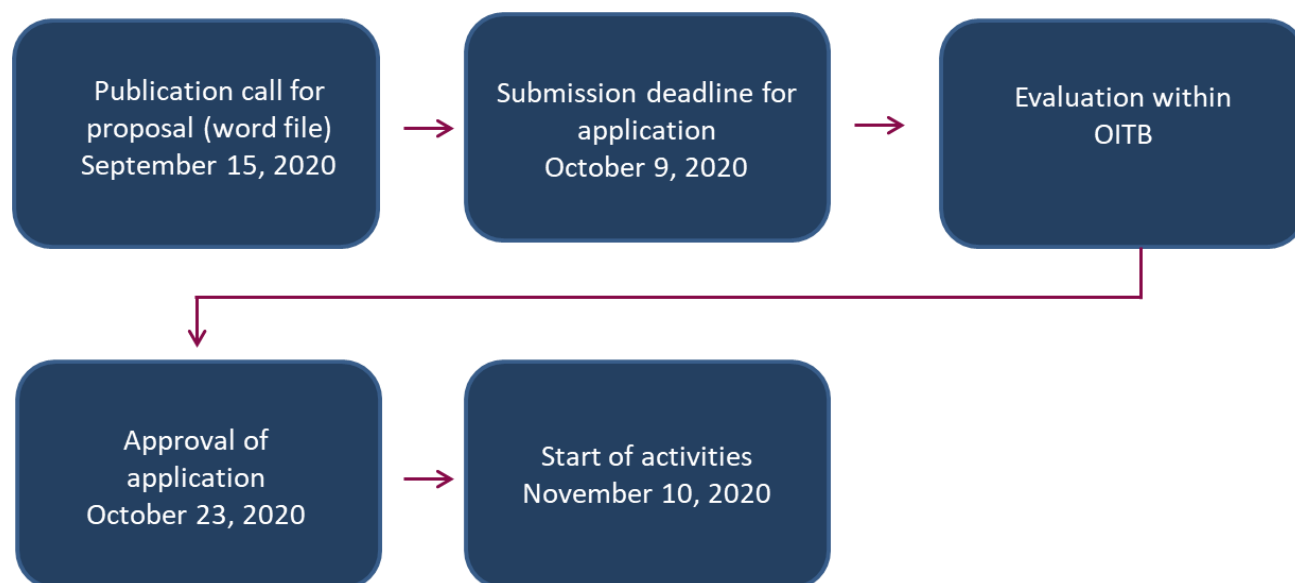 Publication call for
proposal (word file)
September 15, 2020
Submission deadline for
application
October 9, 2020
Evaluation within
OITB
Approval of
application
October 23, 2020
Start of activities
November 10, 2020